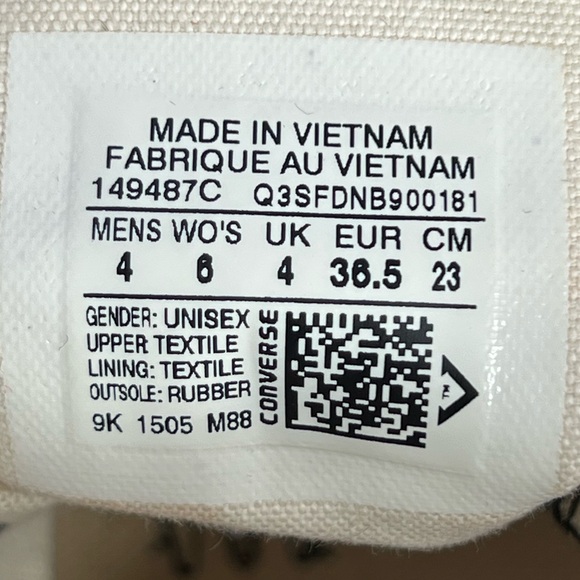 MADE IN VIETNAM
FABRIQUE AU VIETNAM
149487C Q3SFDNB900181
MENS WO'S UK EUR CM
4 6 4 36.5 23
GENDER: UNISEX
UPPER TEXTILE
LINING: TEXTILE
OUTSOLE: RUBBER
9K 1505 M88
CONVERSE